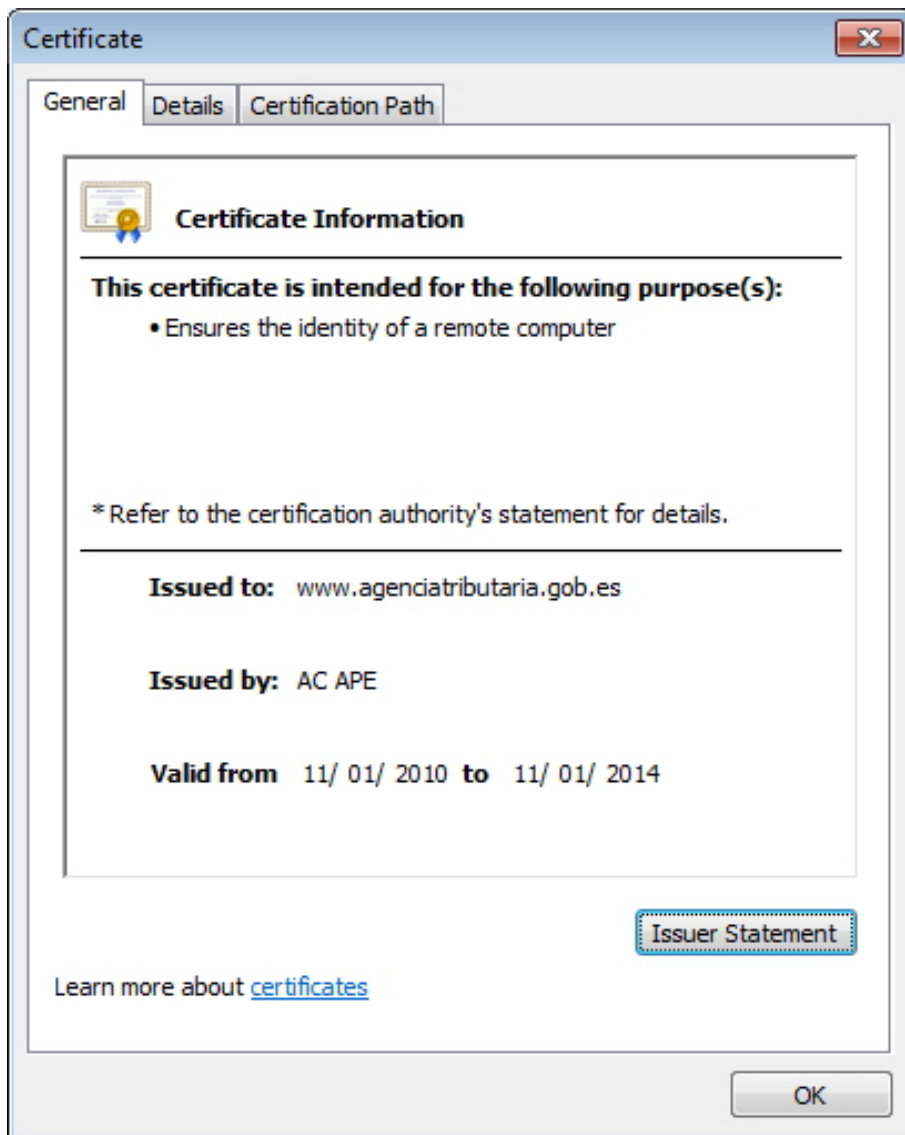 Certificate
General Details Certification Path
Certificate Information
This certificate is intended for the following purpose(s):
• Ensures the identity of a remote computer
* Refer to the certification authority's statement for details.
Issued to: www.agenciatributaria.gob.es
Issued by: AC APE
Valid from 11/ 01/ 2010 to 11/ 01/ 2014
Issuer Statement
Learn more about certificates
OK